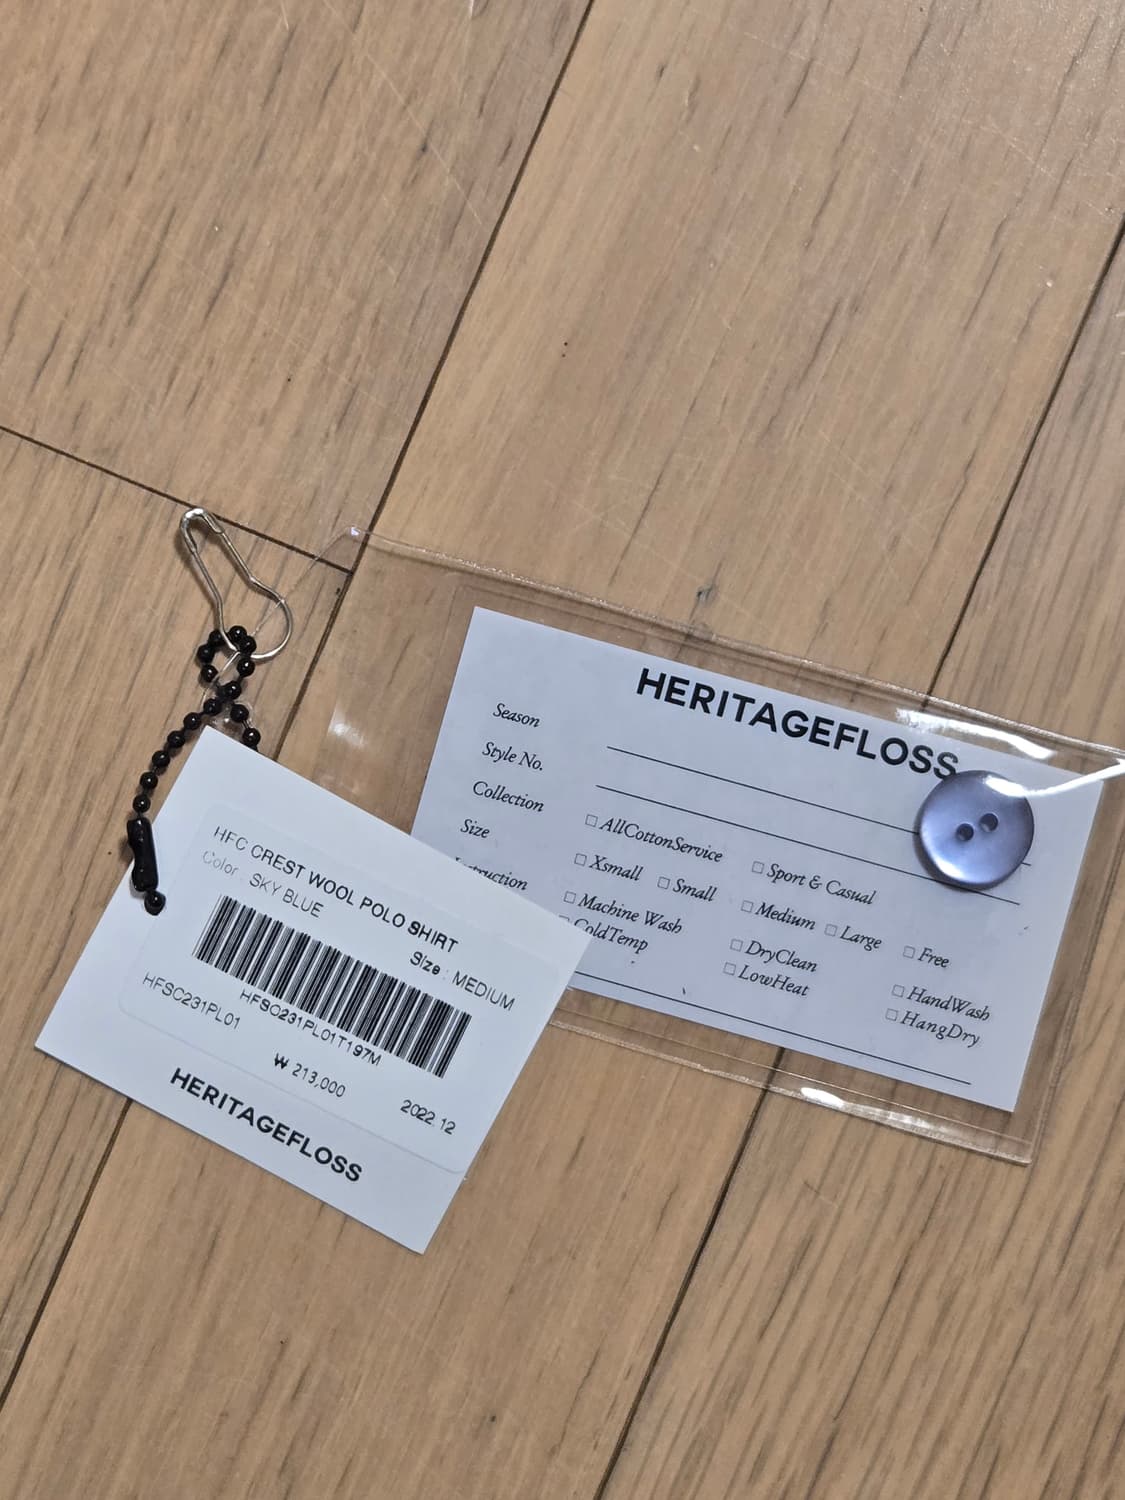 HFC CREST WOOL POLO SHIRT
Color : SKY BLUE
Size : MEDIUM
HFSC231PL01T197M
HFSC231PL01
₩ 213,000
2022.12
HERITAGEFLOSS
HERITAGEFLOSS
Season
Style No.
Collection □ AllCottonService □ Sport & Casual
Size □ Xsmall □ Small □ Medium □ Large □ Free
□ Machine Wash □ DryClean □ HandWash
ColdTemp □ LowHeat □ HangDry